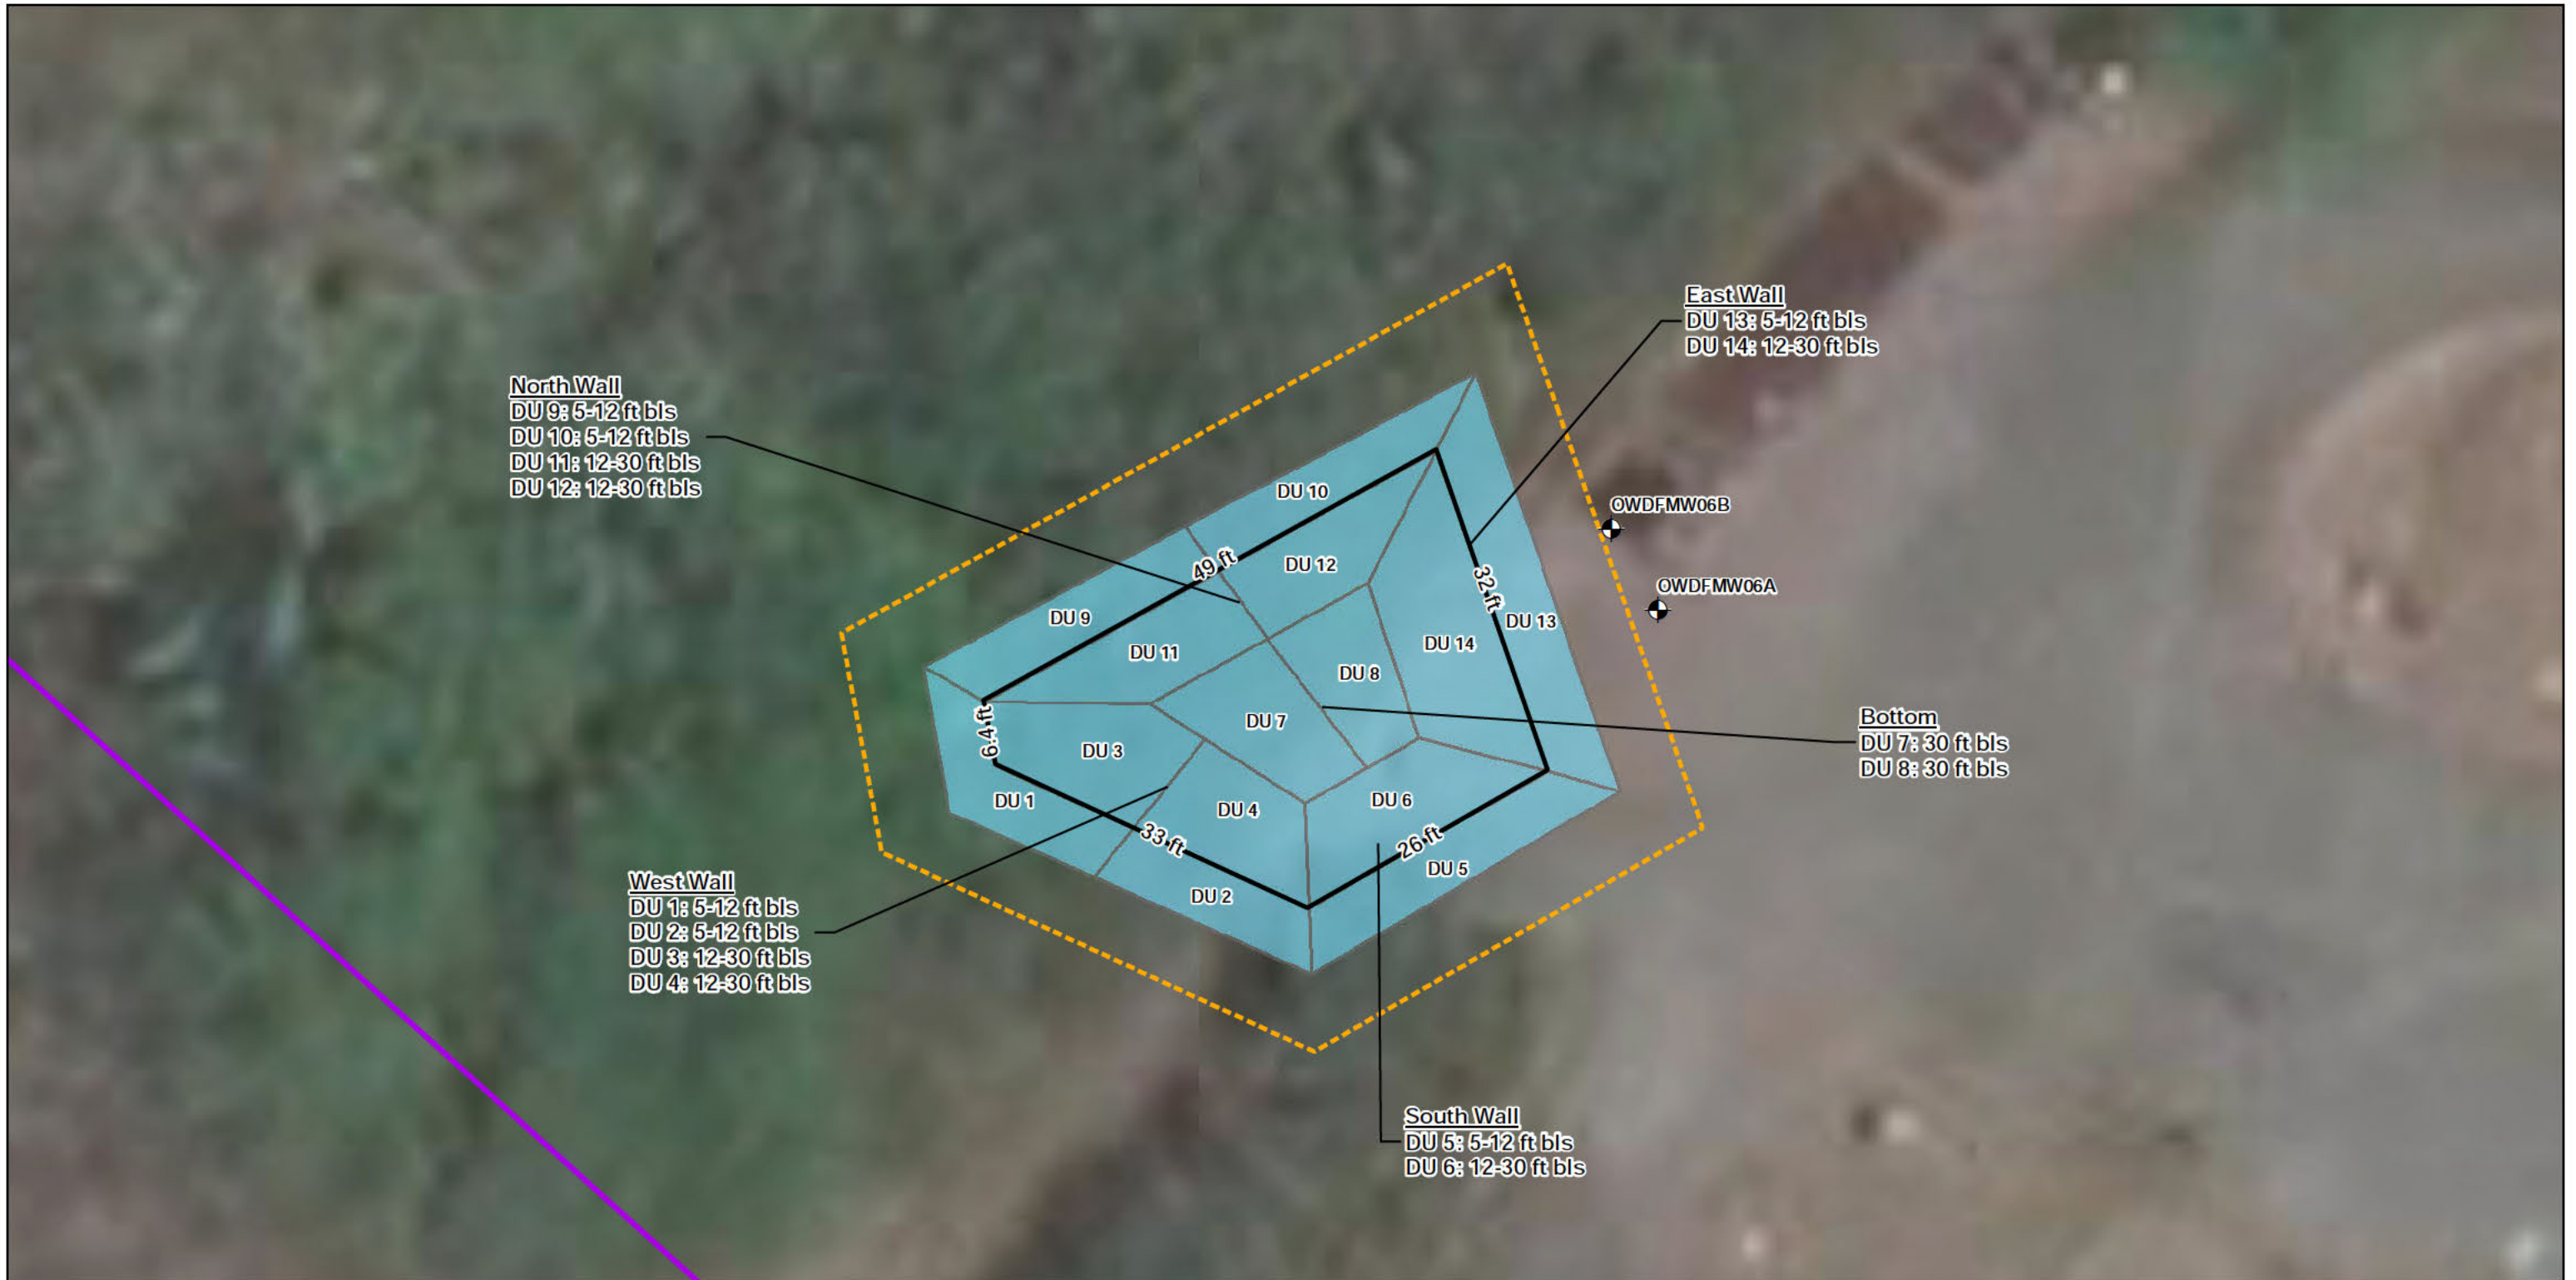 East Wall
DU 13: 5-12 ft bls
DU 14: 12-30 ft bls
North Wall
DU 9: 5-12 ft bls
DU 10: 5-12 ft bls
DU 11: 12-30 ft bls
DU 12: 12-30 ft bls
DU 10
OWDFMW06B
49 ft
DU 12
32 ft
OWDFMW06A
DU 9
DU 13
DU 11
DU 14
DU 8
6.4 ft
DU 7
Bottom
DU 7: 30 ft bls
DU 8: 30 ft bls
DU 3
DU 1
DU 4
DU 6
33 ft
26 ft
DU 5
DU 2
West Wall
DU 1: 5-12 ft bls
DU 2: 5-12 ft bls
DU 3: 12-30 ft bls
DU 4: 12-30 ft bls
South Wall
DU 5: 5-12 ft bls
DU 6: 12-30 ft bls